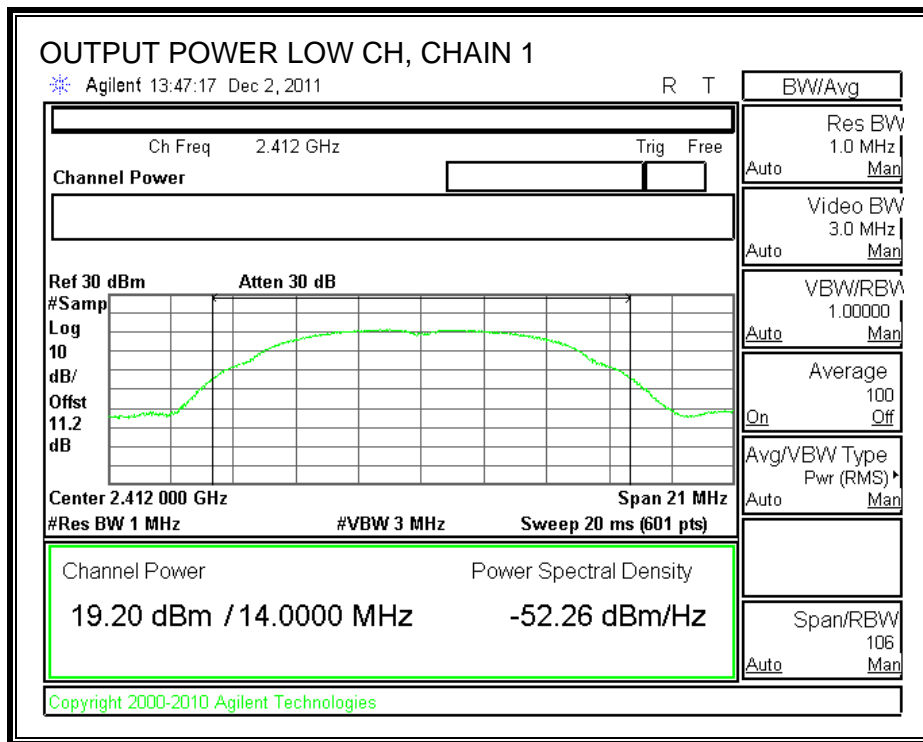 OUTPUT POWER LOW CH, CHAIN 1
Agilent 13:47:17 Dec 2, 2011 R T
Ch Freq 2.412 GHz Trig Free
Channel Power
Ref 30 dBm Atten 30 dB
#Samp
Log
10
dB/
Offst
11.2
dB
Center 2.412 000 GHz Span 21 MHz
#Res BW 1 MHz #VBW 3 MHz Sweep 20 ms (601 pts)
Channel Power Power Spectral Density
19.20 dBm / 14.0000 MHz -52.26 dBm/Hz
Copyright 2000-2010 Agilent Technologies
BW/Avg
Res BW
1.0 MHz
Auto Man
Video BW
3.0 MHz
Auto Man
VBW/RBW
1.00000
Auto Man
Average
100
On Off
Avg/VBW Type
Pwr (RMS)
Auto Man
Span/RBW
106
Auto Man